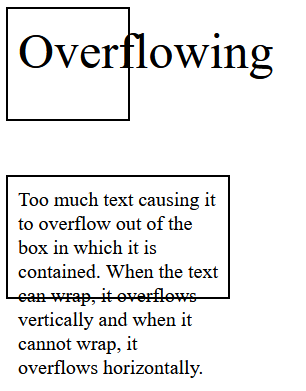 Overflowing
Too much text causing it
to overflow out of the
box in which it is
contained. When the text
can wrap, it overflows
vertically and when it
cannot wrap, it
overflows horizontally.